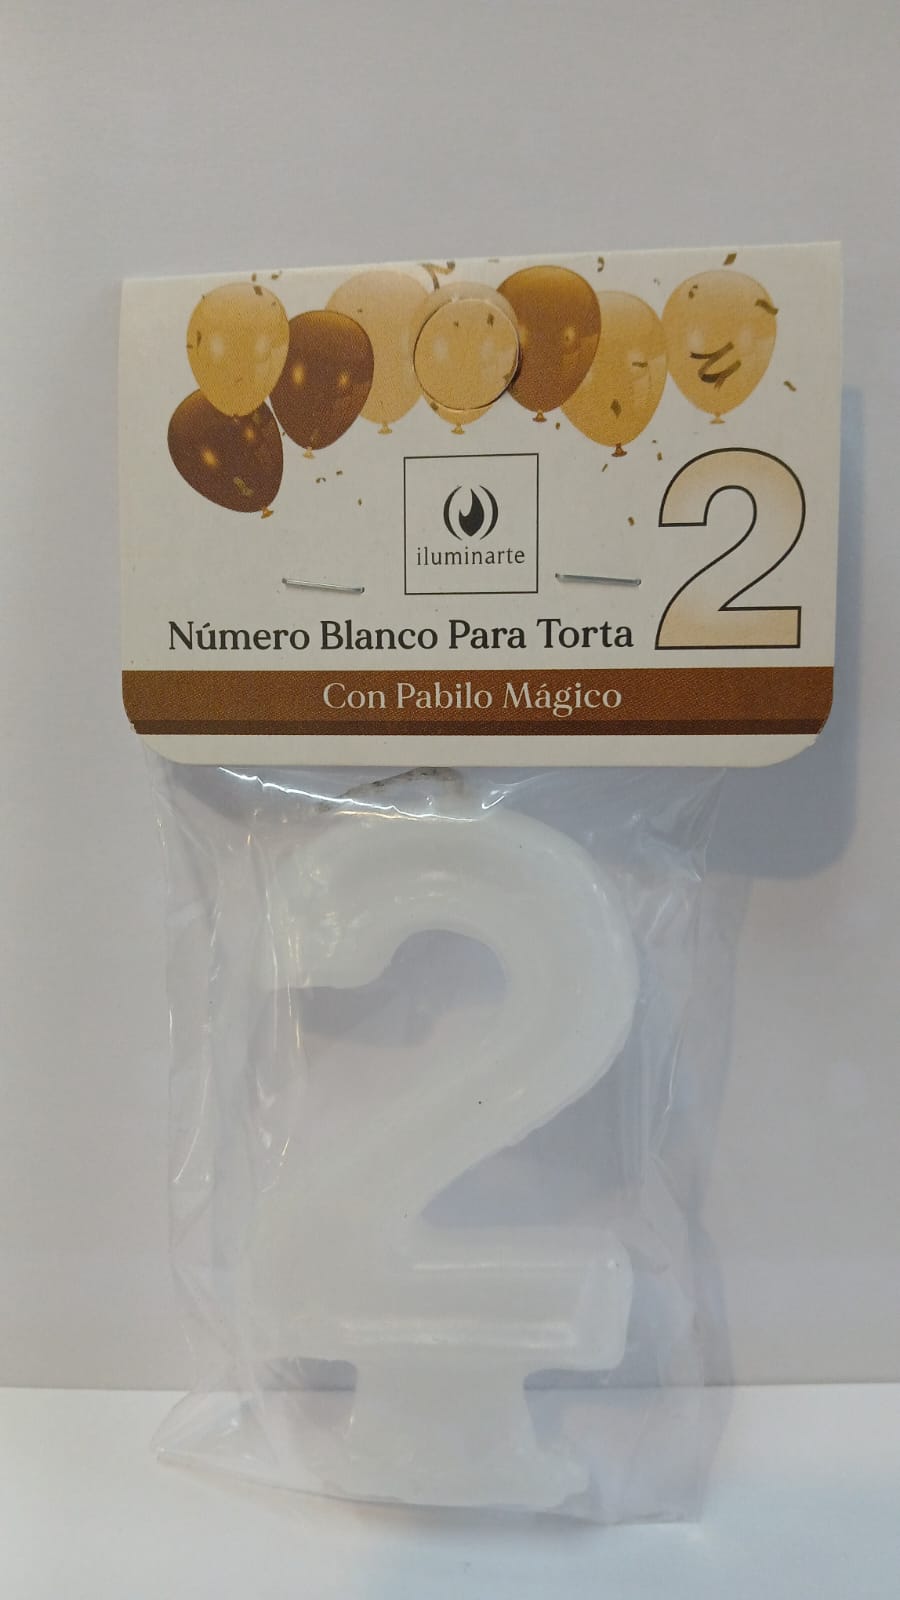 iluminarte
2
Número Blanco Para Torta
Con Pabilo Mágico